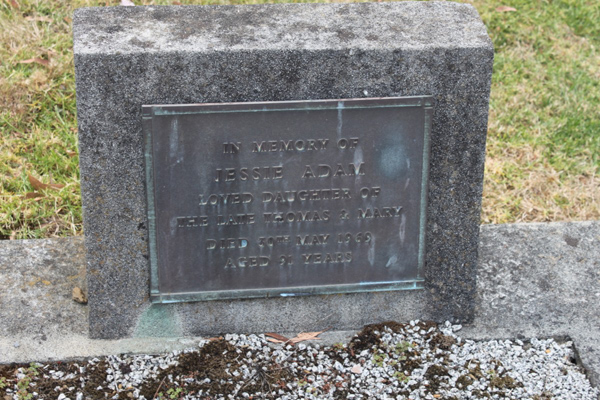 IN MEMORY OF
JESSIE ADAM
LOVED DAUGHTER OF
THE LATE THOMAS & MARY
DIED MAY
AGED YEARS